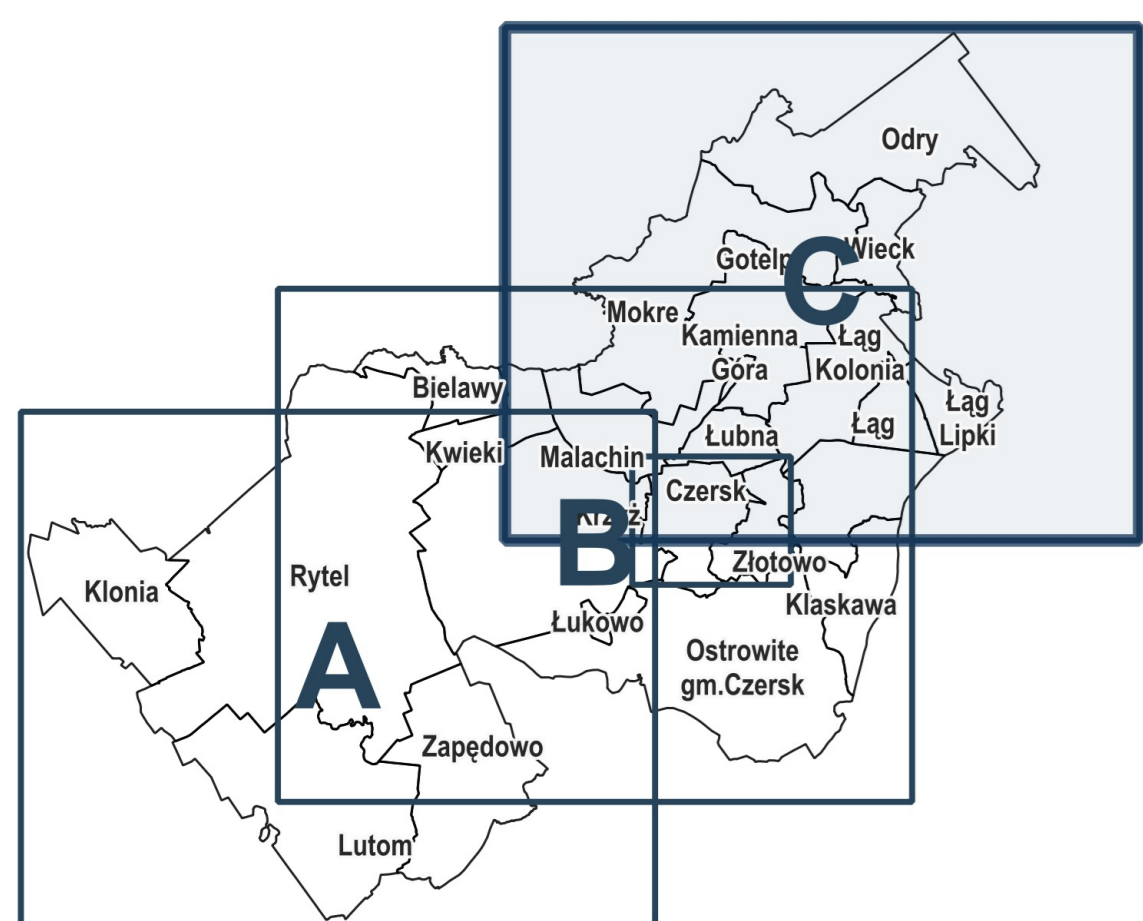 Odry
Wieck
Gotelp
C
Mokre
Kamienna
Góra
Łąg
Kolonia
Bielawy
Łąg
Lipki
Łąg
Łubna
Kwieki
Malachin
Czersk
Krzyż
B
Złotowo
Rytel
Klonia
Klaskawa
Łukowo
A
Ostrowite
gm.Czersk
Zapędowo
Lutom